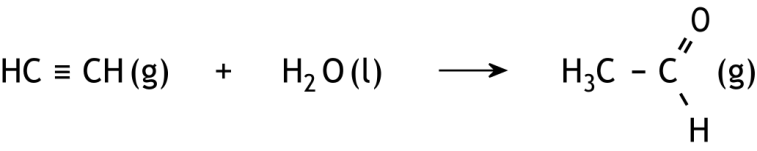 O
HC ≡ CH (g) + H₂O (l) ⟶ H₃C – C (g)
H